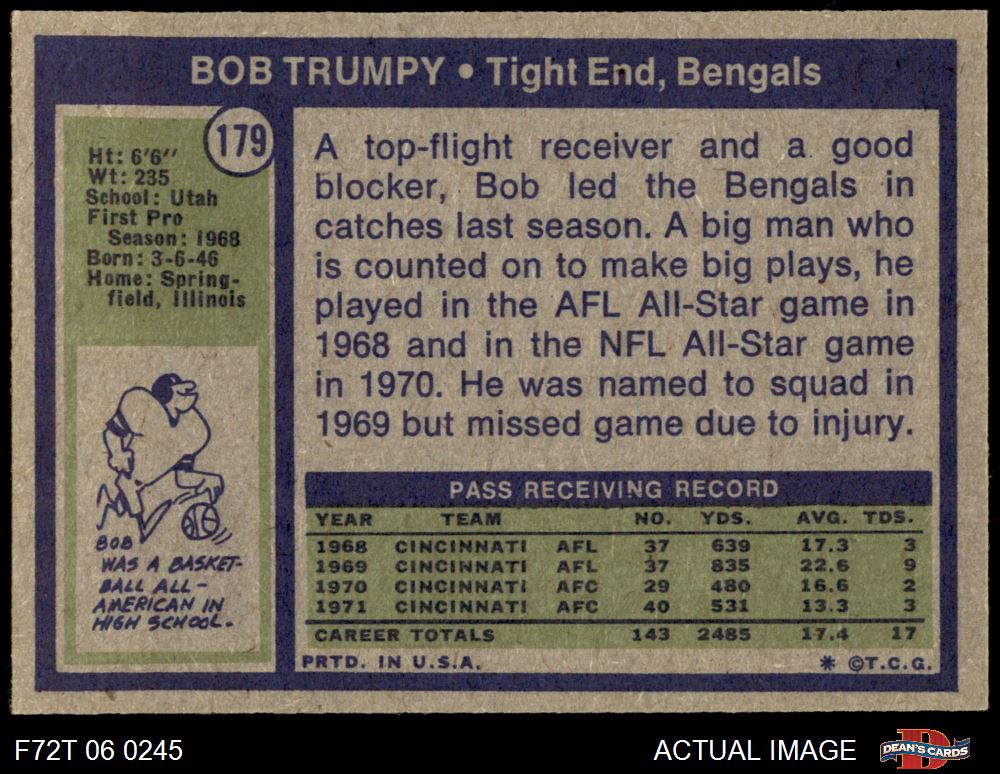 BOB TRUMPY • Tight End, Bengals
179
Ht: 6'6''
Wt: 235
School: Utah
First Pro
Season: 1968
Born: 3-6-46
Home: Spring-
field, Illinois
BOB
WAS A BASKET-
BALL ALL-
AMERICAN IN
HIGH SCHOOL.
A top-flight receiver and a good
blocker, Bob led the Bengals in
catches last season. A big man who
is counted on to make big plays, he
played in the AFL All-Star game in
1968 and in the NFL All-Star game
in 1970. He was named to squad in
1969 but missed game due to injury.
PASS RECEIVING RECORD
YEAR TEAM NO. YDS. AVG. TDS.
1968 CINCINNATI AFL 37 639 17.3 3
1969 CINCINNATI AFL 37 835 22.6 9
1970 CINCINNATI AFC 29 480 16.6 2
1971 CINCINNATI AFC 40 531 13.3 3
CAREER TOTALS 143 2485 17.4 17
PRTD. IN U.S.A. * ©T.C.G.
F72T 06 0245 ACTUAL IMAGE DEAN'S CARDS